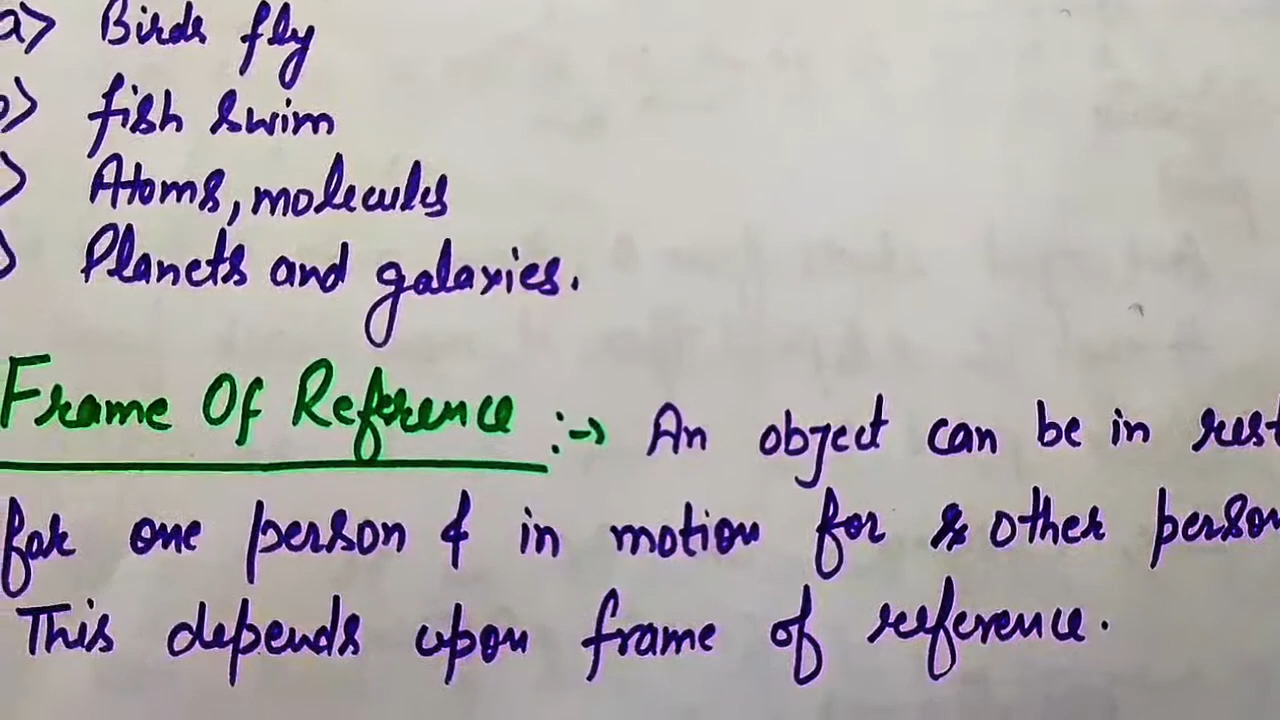 a> Birds fly
b> fish swim
> Atoms, molecules
> Planets and galaxies.
Frame Of Reference :-> An object can be in rest
for one person & in motion for other person
This depends upon frame of reference.